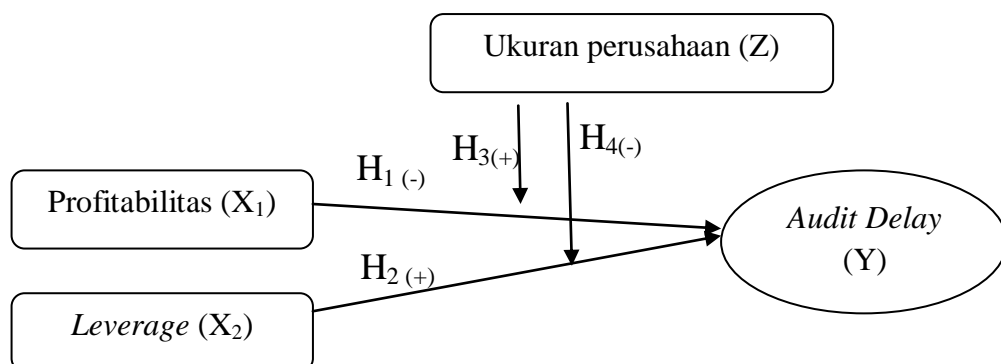 Ukuran perusahaan (Z)
H3(+)
H4(-)
H1 (-)
Profitabilitas (X1)
Audit Delay
(Y)
H2 (+)
Leverage (X2)